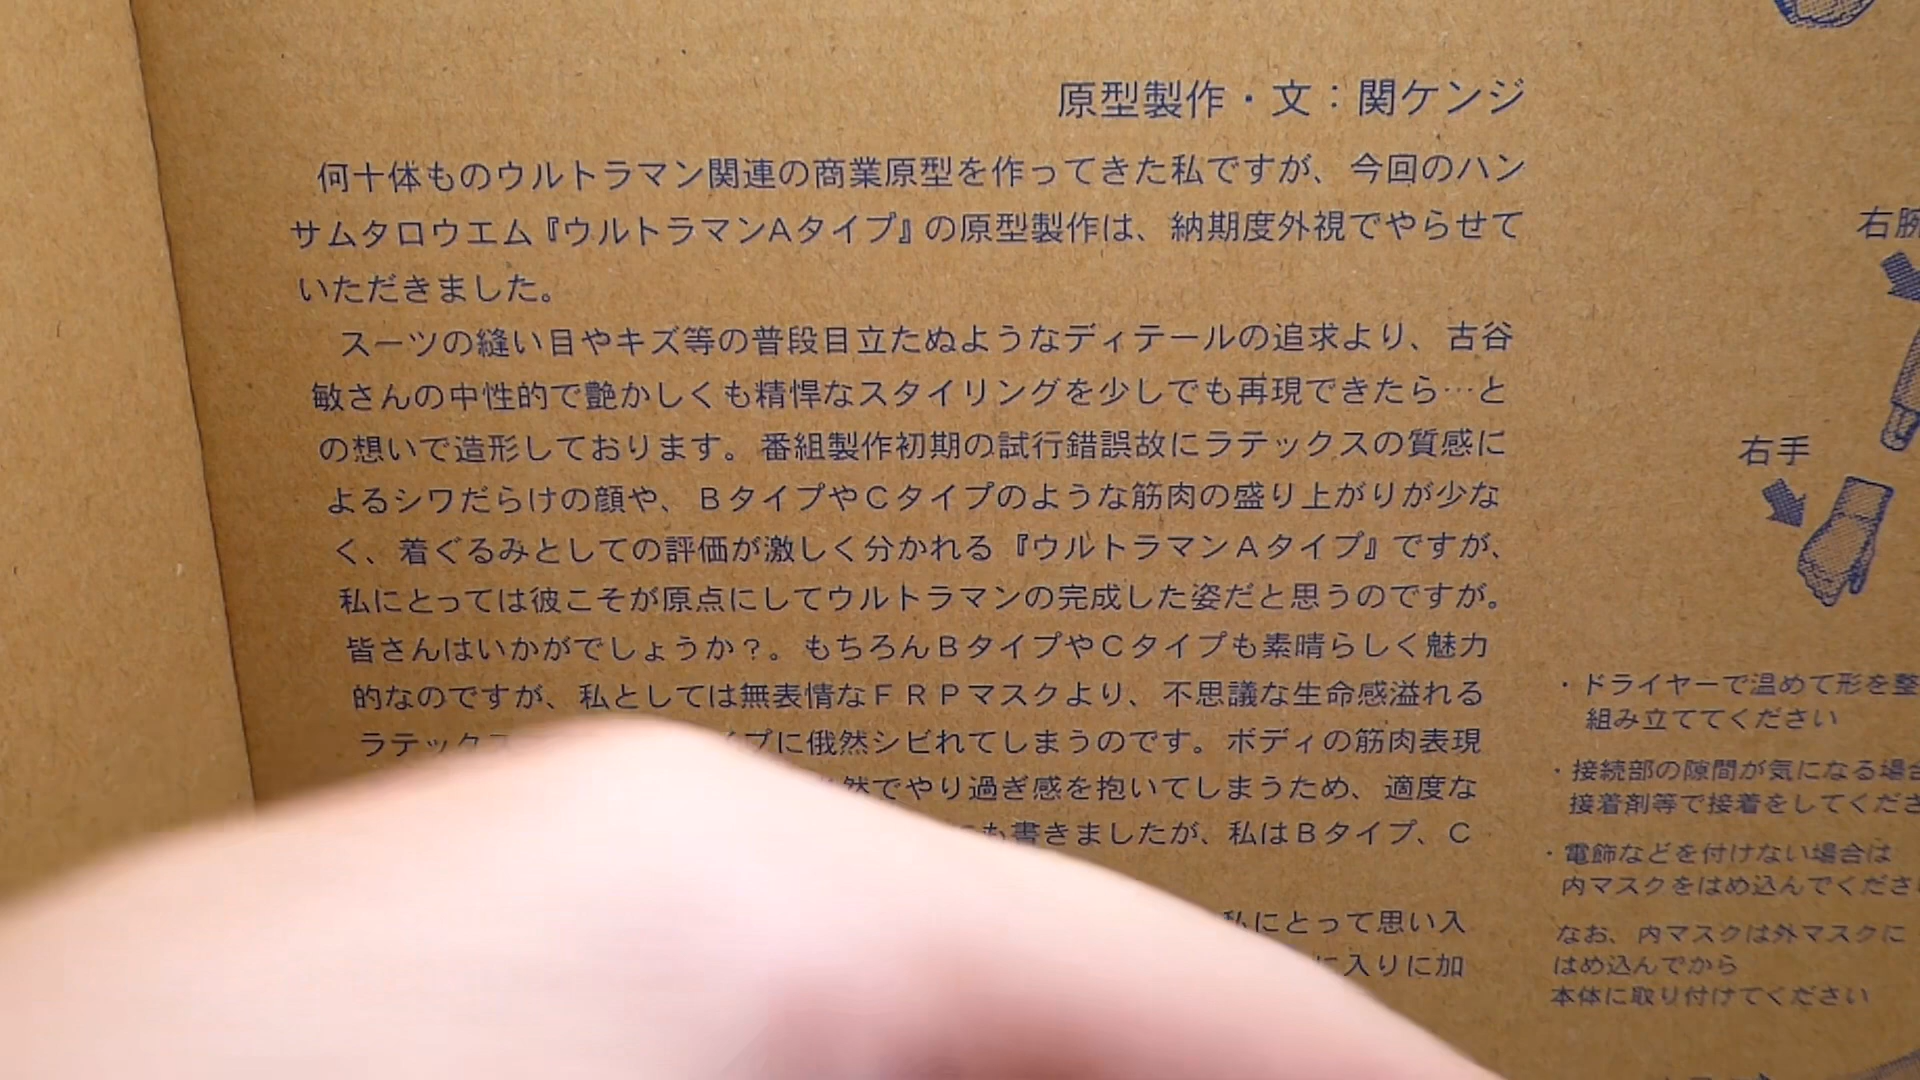 原型製作・文：関ケンジ
何十体ものウルトラマン関連の商業原型を作ってきた私ですが、今回のハン
サムタロウエム『ウルトラマンAタイプ』の原型製作は、納期度外視でやらせて
いただきました。
スーツの縫い目やキズ等の普段目立たぬようなディテールの追求より、古谷
敏さんの中性的で艶かしくも精悍なスタイリングを少しでも再現できたら…と
の想いで造形しております。番組製作初期の試行錯誤故にラテックスの質感に
よるシワだらけの顔や、BタイプやCタイプのような筋肉の盛り上がりが少な
く、着ぐるみとしての評価が激しく分かれる『ウルトラマンAタイプ』ですが、
私にとっては彼こそが原点にしてウルトラマンの完成した姿だと思うのですが。
皆さんはいかがでしょうか？。もちろんBタイプやCタイプも素晴らしく魅力
的なのですが、私としては無表情なFRPマスクより、不思議な生命感溢れる
ラテックス
イプに俄然シビれてしまうのです。ボディの筋肉表現
然でやり過ぎ感を抱いてしまうため、適度な
も書きましたが、私はBタイプ、C
私にとって思い入
に入りに加
右腕
右手
・ドライヤーで温めて形を整
組み立ててください
・接続部の隙間が気になる場合
接着剤等で接着をしてくださ
・電飾などを付けない場合は
内マスクをはめ込んでくださ
なお、内マスクは外マスクに
はめ込んでから
本体に取り付けてください